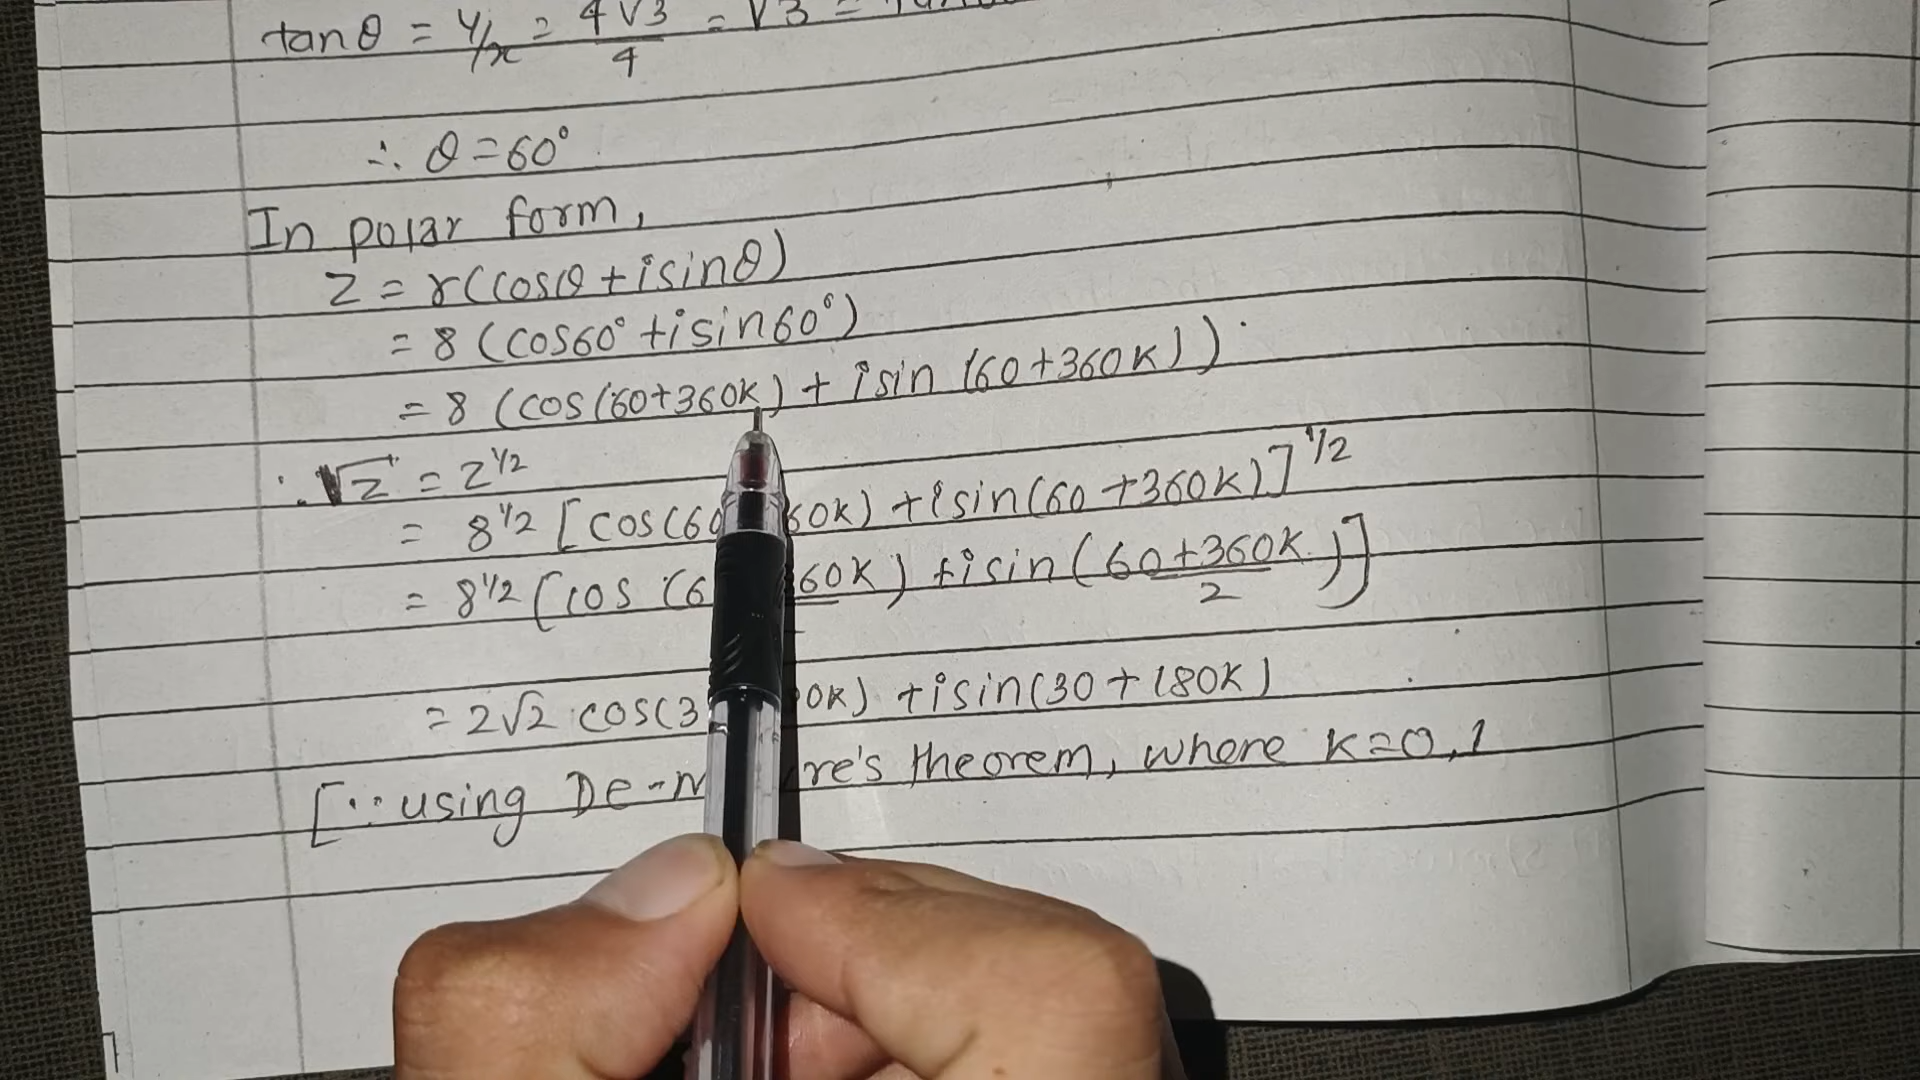 tanθ = y/x = 4√3/4 = √3 =
∴ θ = 60°
In polar form,
z = r(cosθ + isinθ)
= 8 (cos60° + isin60°)
= 8 (cos(60+360k) + isin (60+360k))
∴ √z = z^1/2
= 8^1/2 [cos(60 60k) + isin(60+360k)]^1/2
= 8^1/2 [cos (6 60k) + isin(60+360k/2)]
= 2√2 cos(3 0k) + isin(30+180k)
[∵ using De-M re's theorem, where k=0,1